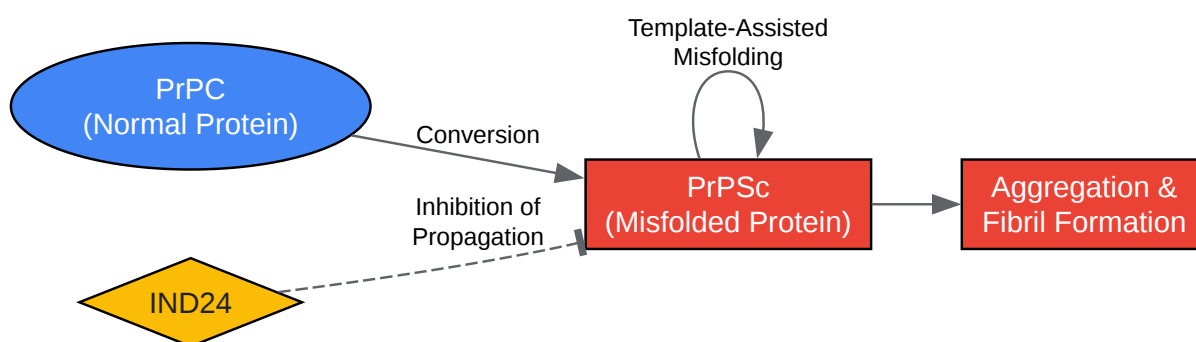 Template-Assisted
Misfolding
PrPC
(Normal Protein)
Conversion
PrPSc
(Misfolded Protein)
Aggregation &
Fibril Formation
Inhibition of
Propagation
IND24